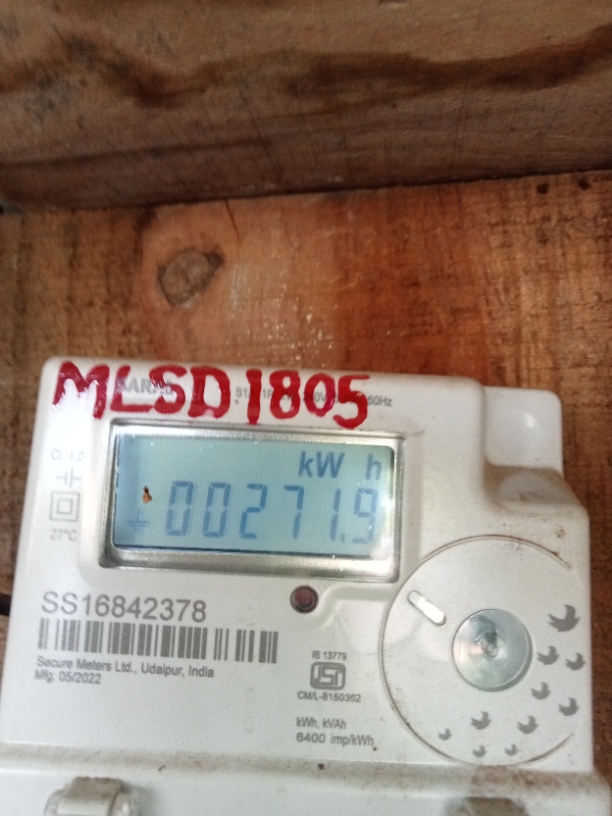 MLSD 1805
kW h
00271.9
27°C
SS16842378
Secure Meters Ltd., Udaipur, India
Mfg. 05/2022
IS 13779
ISI
CM/L-8150362
kWh, kVAh
6400 imp/kWh